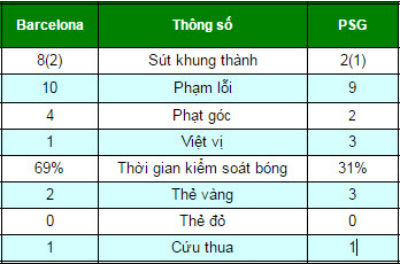 Barcelona Thông số PSG
8(2) Sút khung thành 2(1)
10 Phạm lỗi 9
4 Phạt góc 2
1 Việt vị 3
69% Thời gian kiểm soát bóng 31%
2 Thẻ vàng 3
0 Thẻ đỏ 0
1 Cứu thua 1